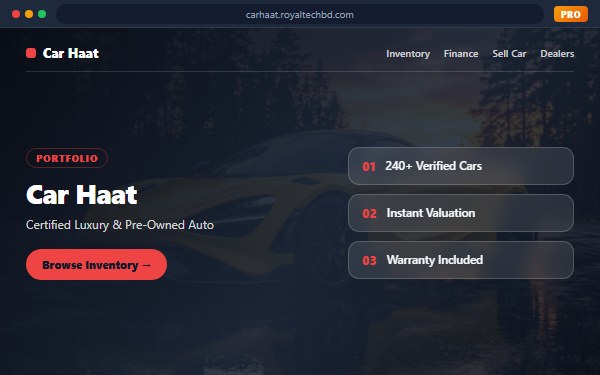 carhaat.royaltechbd.com
PRO
Car Haat
Inventory Finance Sell Car Dealers
PORTFOLIO
Car Haat
Certified Luxury & Pre-Owned Auto
Browse Inventory →
01 240+ Verified Cars
02 Instant Valuation
03 Warranty Included